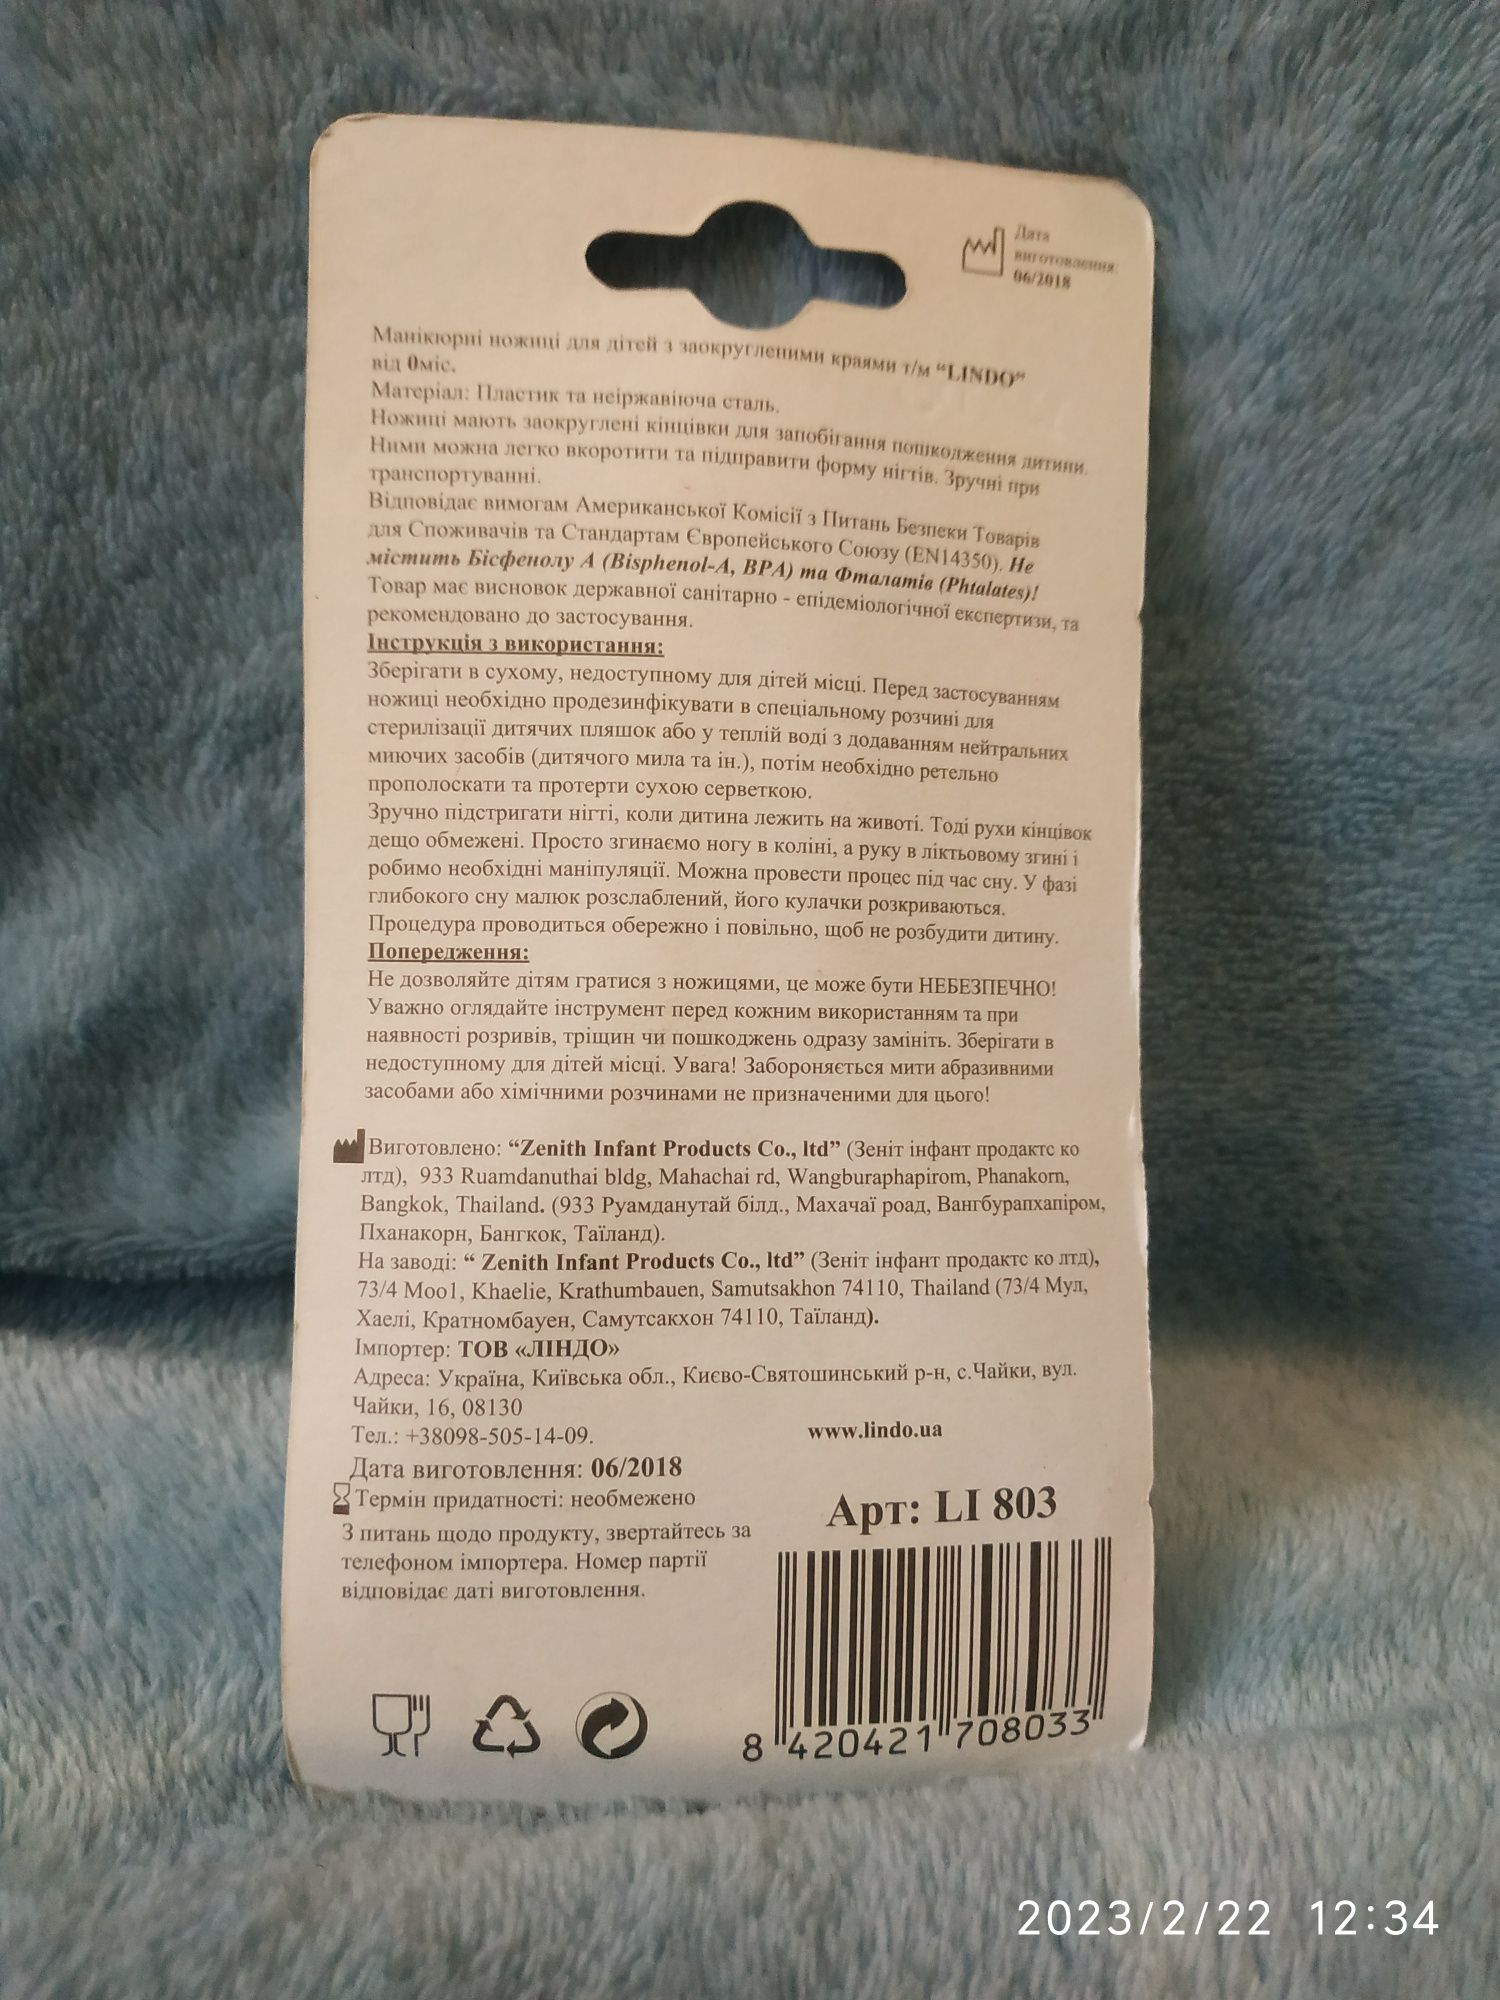 Дата
виготовлення:
06/2018
Манікюрні ножиці для дітей з заокругленими краями т/м “LINDO”
від 0міс.
Матеріал: Пластик та неіржавіюча сталь.
Ножиці мають заокруглені кінцівки для запобігання пошкодження дитини.
Ними можна легко вкоротити та підправити форму нігтів. Зручні при
транспортуванні.
Відповідає вимогам Американської Комісії з Питань Безпеки Товарів
для Споживачів та Стандартам Європейського Союзу (EN14350). Не
містить Бісфенолу А (Bisphenol-A, BPA) та Фталатів (Phtalates)!
Товар має висновок державної санітарно - епідеміологічної експертизи, та
рекомендовано до застосування.
Інструкція з використання:
Зберігати в сухому, недоступному для дітей місці. Перед застосуванням
ножиці необхідно продезинфікувати в спеціальному розчині для
стерилізації дитячих пляшок або у теплій воді з додаванням нейтральних
миючих засобів (дитячого мила та ін.), потім необхідно ретельно
прополоскати та протерти сухою серветкою.
Зручно підстригати нігті, коли дитина лежить на животі. Тоді рухи кінцівок
дещо обмежені. Просто згинаємо ногу в коліні, а руку в ліктьовому згині і
робимо необхідні маніпуляції. Можна провести процес під час сну. У фазі
глибокого сну малюк розслаблений, його кулачки розкриваються.
Процедура проводиться обережно і повільно, щоб не розбудити дитину.
Попередження:
Не дозволяйте дітям гратися з ножицями, це може бути НЕБЕЗПЕЧНО!
Уважно оглядайте інструмент перед кожним використанням та при
наявності розривів, тріщин чи пошкоджень одразу замініть. Зберігати в
недоступному для дітей місці. Увага! Забороняється мити абразивними
засобами або хімічними розчинами не призначеними для цього!
Виготовлено: “Zenith Infant Products Co., ltd” (Зеніт інфант продактс ко
лтд), 933 Ruamdanuthai bldg, Mahachai rd, Wangburaphapirom, Phanakorn,
Bangkok, Thailand. (933 Руамданутай білд., Махачаї роад, Вангбурапхапіром,
Пханакорн, Бангкок, Таїланд).
На заводі: “ Zenith Infant Products Co., ltd” (Зеніт інфант продактс ко лтд),
73/4 Moo1, Khaelie, Krathumbauen, Samutsakhon 74110, Thailand (73/4 Мул,
Хаелі, Кратномбауен, Самутсакхон 74110, Таїланд).
Імпортер: ТОВ «ЛІНДО»
Адреса: Україна, Київська обл., Києво-Святошинський р-н, с.Чайки, вул.
Чайки, 16, 08130
Тел.: +38098-505-14-09.
www.lindo.ua
Дата виготовлення: 06/2018
Термін придатності: необмежено
Арт: LI 803
З питань щодо продукту, звертайтесь за
телефоном імпортера. Номер партії
відповідає даті виготовлення.
8 420421 708033
2023/2/22 12:34